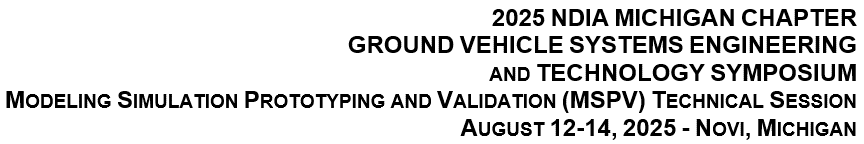 2025 NDIA MICHIGAN CHAPTER
GROUND VEHICLE SYSTEMS ENGINEERING
AND TECHNOLOGY SYMPOSIUM
MODELING SIMULATION PROTOTYPING AND VALIDATION (MSPV) TECHNICAL SESSION
AUGUST 12-14, 2025 - NOVI, MICHIGAN